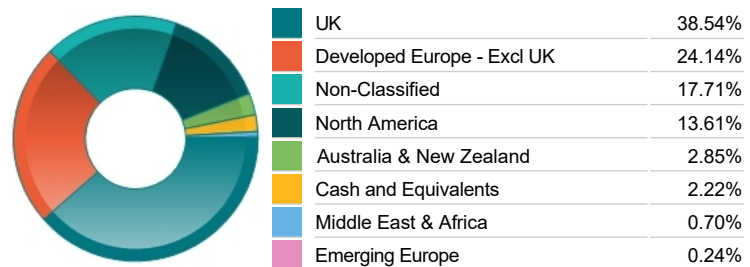 UK 38.54%
Developed Europe - Excl UK 24.14%
Non-Classified 17.71%
North America 13.61%
Australia & New Zealand 2.85%
Cash and Equivalents 2.22%
Middle East & Africa 0.70%
Emerging Europe 0.24%